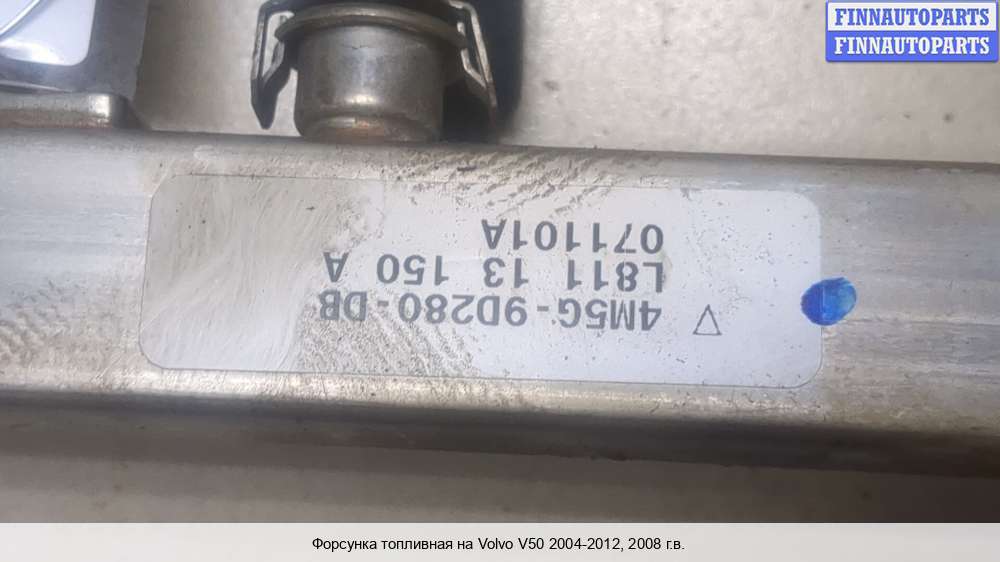 FINNAUTOPARTS
FINNAUTOPARTS
4M5G-9D280-DB
L811 13 150 A
071101A
Форсунка топливная на Volvo V50 2004-2012, 2008 г.в.